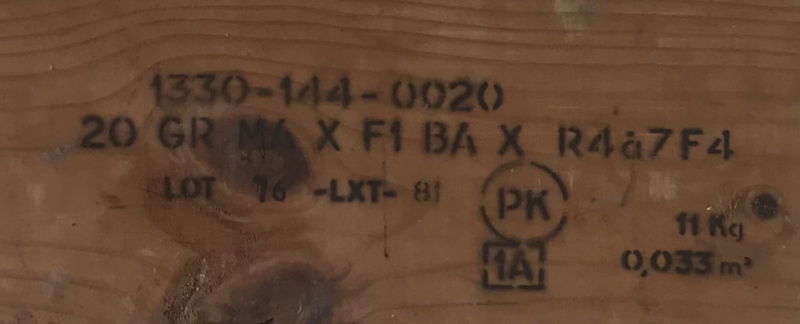 1330-144-0020
20 GR MA X F1 BA X R4à7F4
LOT 76 -LXT- 81
PK
1A
11 Kg
0,033 m³